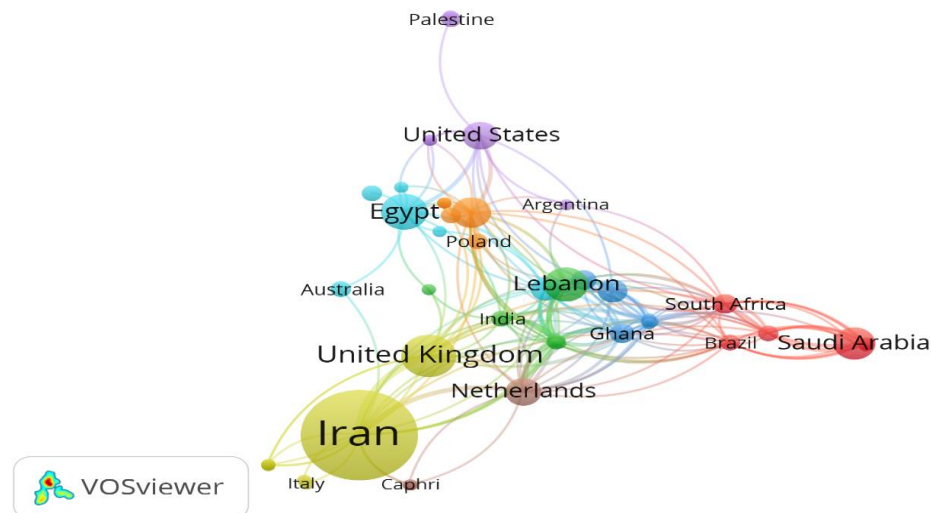 Palestine
United States
Argentina
Egypt
Poland
Australia
Lebanon
South Africa
India
Ghana
Brazil
Saudi Arabia
United Kingdom
Netherlands
Iran
Italy
Caphri
VOSviewer